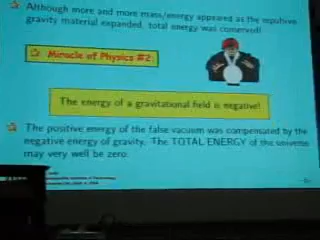 Although more and more mass/energy appeared as the repulsive
gravity material expanded, total energy was conserved!
Miracle of Physics #2:
The energy of a gravitational field is negative!
The positive energy of the false vacuum was compensated by the
negative energy of gravity. The TOTAL ENERGY of the universe
may very well be zero.